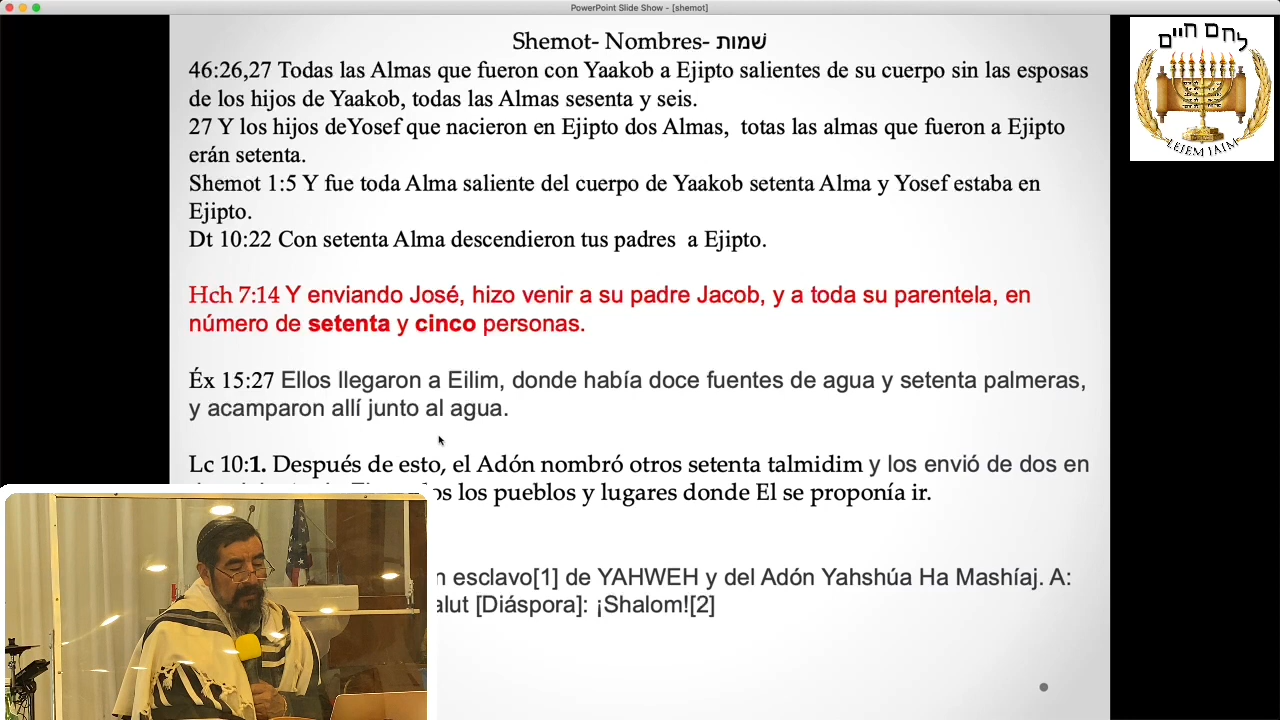 PowerPoint Slide Show - [shemot]
Shemot- Nombres- שׁמות
46:26,27 Todas las Almas que fueron con Yaakob a Ejipto salientes de su cuerpo sin las esposas
de los hijos de Yaakob, todas las Almas sesenta y seis.
27 Y los hijos deYosef que nacieron en Ejipto dos Almas,  totas las almas que fueron a Ejipto
erán setenta.
Shemot 1:5 Y fue toda Alma saliente del cuerpo de Yaakob setenta Alma y Yosef estaba en
Ejipto.
Dt 10:22 Con setenta Alma descendieron tus padres  a Ejipto.
Hch 7:14 Y enviando José, hizo venir a su padre Jacob, y a toda su parentela, en
número de setenta y cinco personas.
Éx 15:27 Ellos llegaron a Eilim, donde había doce fuentes de agua y setenta palmeras,
y acamparon allí junto al agua.
Lc 10:1. Después de esto, el Adón nombró otros setenta talmidim y los envió de dos en
los pueblos y lugares donde El se proponía ir.
esclavo[1] de YAHWEH y del Adón Yahshúa Ha Mashíaj. A:
[Diáspora]: ¡Shalom![2]
לחם חיים
LEJEM JAIM